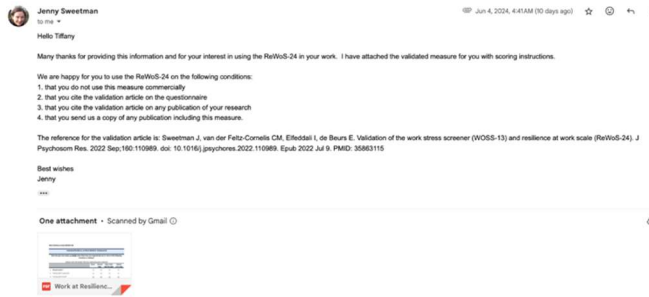 Jenny Sweetman
Jun 4, 2024, 4:41AM (10 days ago)
to me
Hello Tiffany
Many thanks for providing this information and for your interest in using the ReWoS-24 in your work. I have attached the validated measure for you with scoring instructions.
We are happy for you to use the ReWoS-24 on the following conditions:
1. that you do not use this measure commercially
2. that you cite the validation article on the questionnaire
3. that you cite the validation article on any publication of your research
4. that you send us a copy of any publication including this measure.
The reference for the validation article is: Sweetman J, van der Feltz-Cornelis CM, Elfeddali I, de Beurs E. Validation of the work stress screener (WOSS-13) and resilience at work scale (ReWoS-24). J
Psychosom Res. 2022 Sep;160:110989. doi: 10.1016/j.jpsychores.2022.110989. Epub 2022 Jul 9. PMID: 35863115
Best wishes
Jenny
One attachment • Scanned by Gmail
PDF Work at Resilienc...